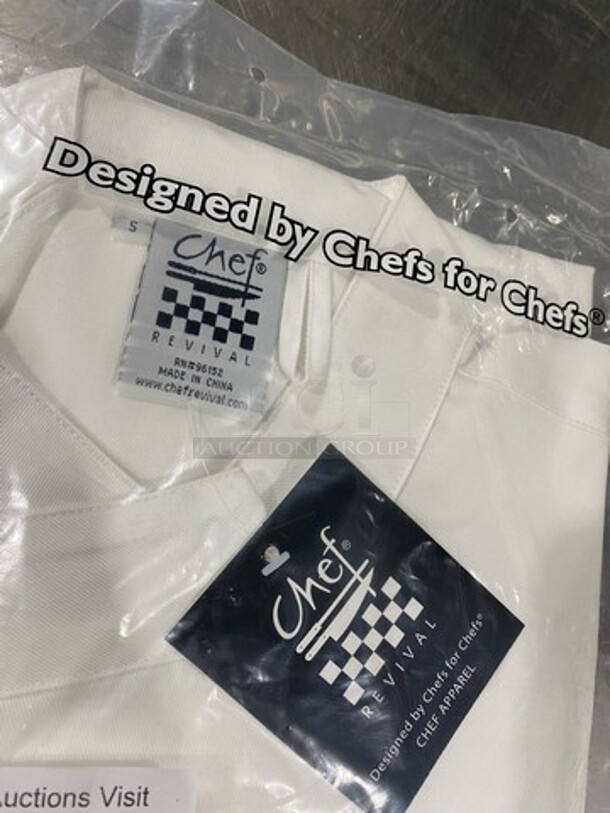 Designed by Chefs for Chefs®
S
Chef®
REVIVAL
RN#96152
MADE IN CHINA
www.chefrevival.com
AUCTION GROUP
Chef®
REVIVAL
Designed by Chefs for Chefs®
CHEF APPAREL
Auctions Visit